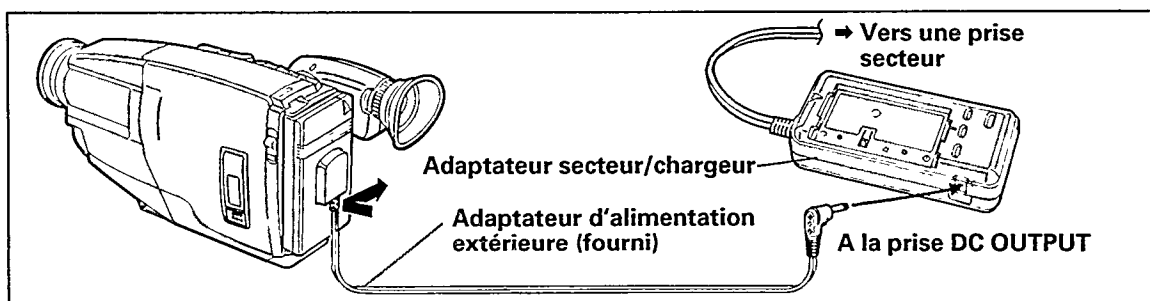 ➡ Vers une prise
secteur
Adaptateur secteur/chargeur
Adaptateur d'alimentation
extérieure (fourni)
A la prise DC OUTPUT